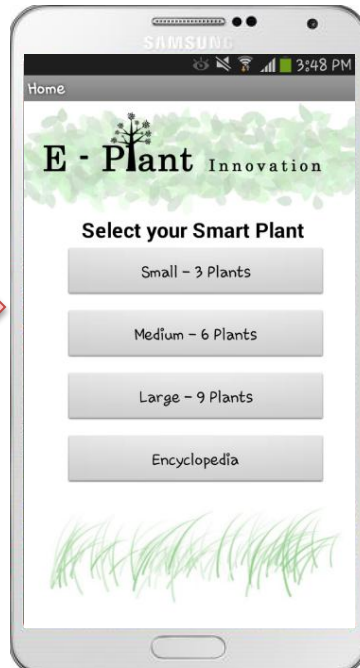 SAMSUNG
3:48 PM
Home
E - Plant Innovation
Select your Smart Plant
Small - 3 Plants
Medium - 6 Plants
Large - 9 Plants
Encyclopedia